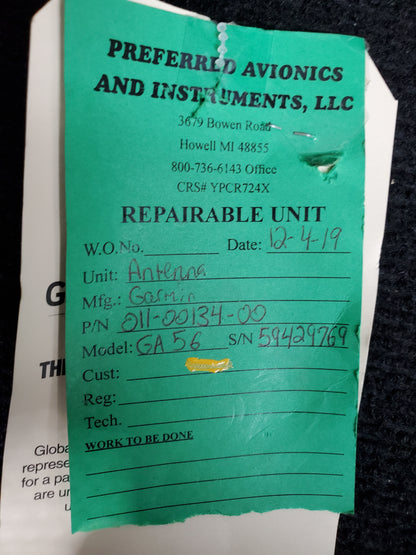 PREFERRED AVIONICS
AND INSTRUMENTS, LLC
3679 Bowen Road
Howell MI 48855
800-736-6143 Office
CRS# YPCR724X
REPAIRABLE UNIT
W.O.No. Date: 12-4-19
Unit: Antenna
Mfg.: Garmin
P/N 011-00134-00
Model: GA 56 S/N 59429769
Cust:
Reg:
Tech.
WORK TO BE DONE
G
TH
Globa
represe
for a pa
are un
u